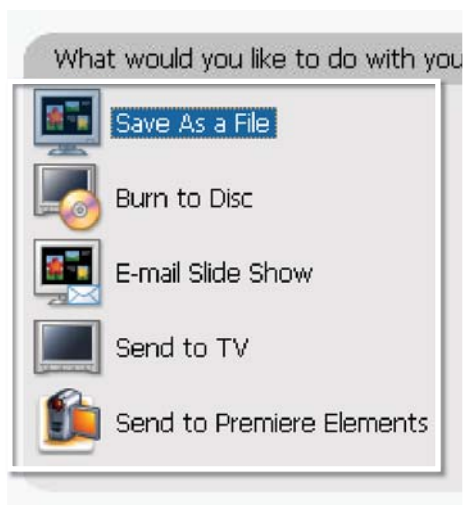 What would you like to do with
Save As a File
Burn to Disc
E-mail Slide Show
Send to TV
Send to Premiere Elements